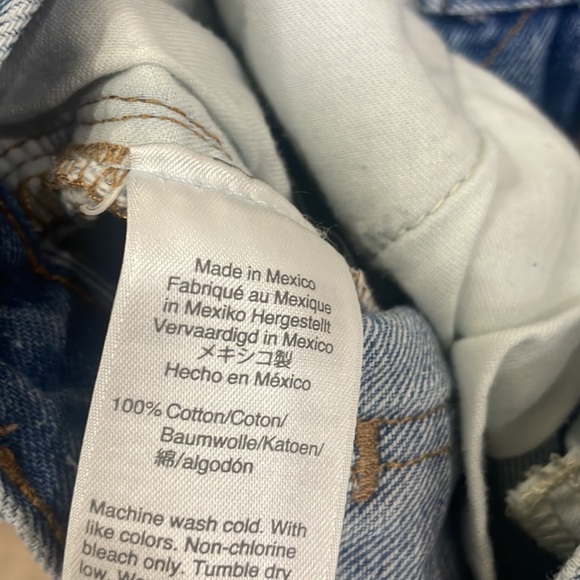 Made in Mexico
Fabriqué au Mexique
in Mexiko Hergestellt
Vervaardigd in Mexico
メキシコ製
Hecho en México
100% Cotton/Coton/
Baumwolle/Katoen/
綿/algodón
Machine wash cold. With
like colors. Non-chlorine
bleach only. Tumble dry
low.